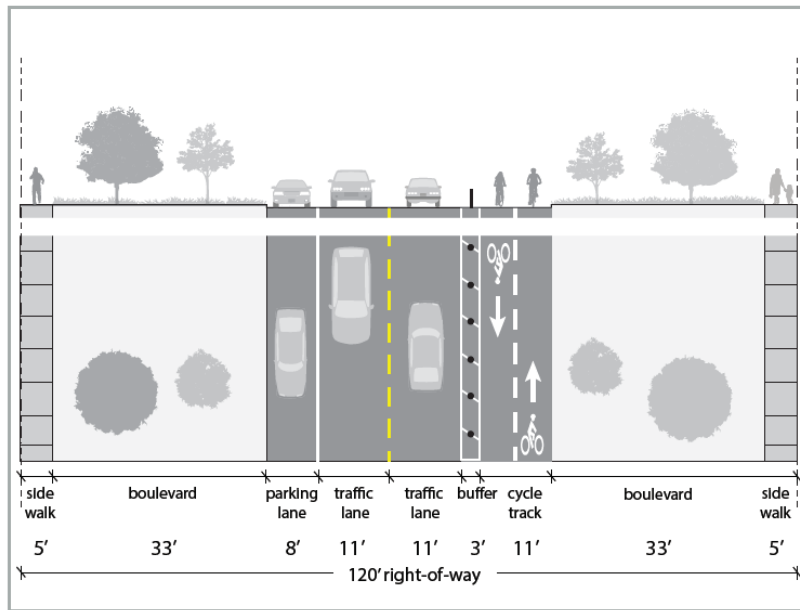 side walk
boulevard
parking lane
traffic lane
traffic lane
buffer
cycle track
boulevard
side walk
5’ 33’ 8’ 11’ 11’ 3’ 11’ 33’ 5’
120’ right-of-way